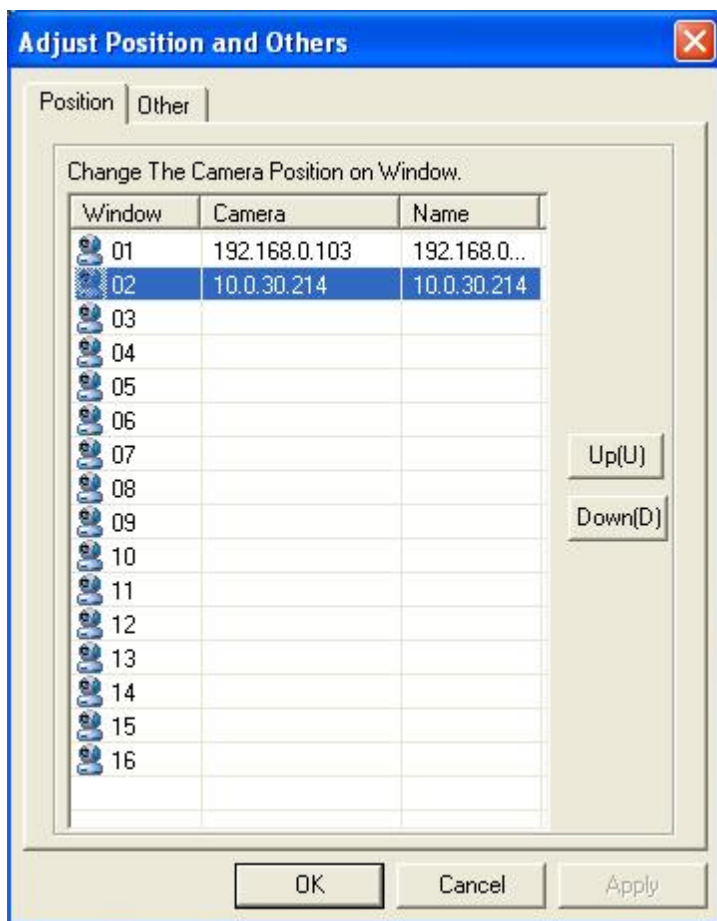 Adjust Position and Others
Position Other
Change The Camera Position on Window.
Window Camera Name
01 192.168.0.103 192.168.0...
02 10.0.30.214 10.0.30.214
03
04
05
06
07
Up(U)
08
09
Down(D)
10
11
12
13
14
15
16
OK Cancel Apply